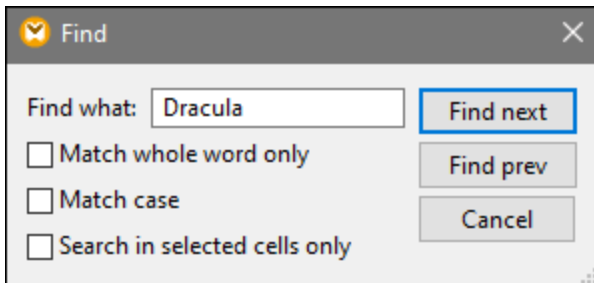 Find
Find what: Dracula
Find next
Match whole word only
Find prev
Match case
Cancel
Search in selected cells only